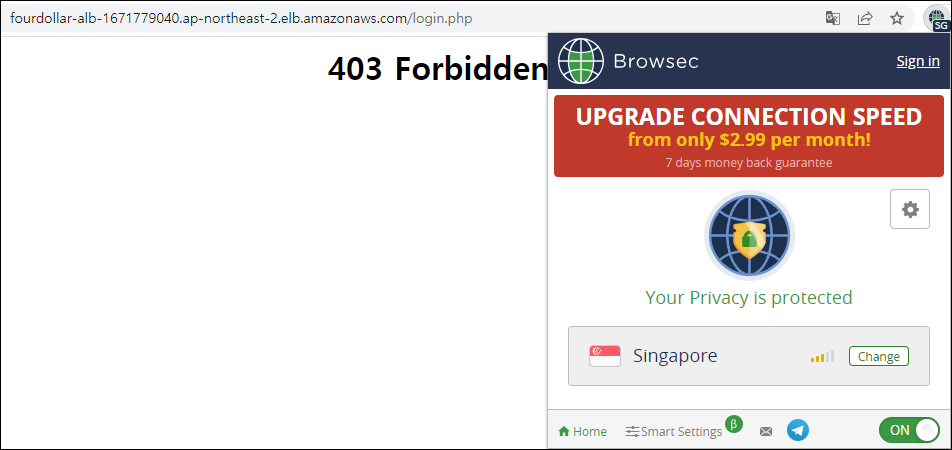 fourdollar-alb-1671779040.ap-northeast-2.elb.amazonaws.com/login.php
SG
403 Forbidden
Browsec
Sign in
UPGRADE CONNECTION SPEED
from only $2.99 per month!
7 days money back guarantee
Your Privacy is protected
Singapore
Change
Home
Smart Settings
β
ON